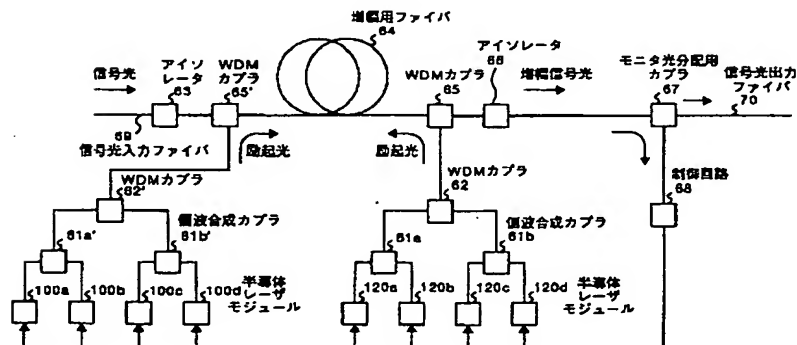 増幅用ファイバ
64
アイソレータ
66
アイソ
レータ
63
WDM
カプラ
65'
WDMカプラ
65
モニタ光分配用
カプラ
67
信号光
増幅信号光
信号光出力
ファイバ
70
69
信号光入力ファイバ
励起光
励起光
制御回路
68
WDMカプラ
62'
WDMカプラ
62
偏波合成カプラ
61a'
61b'
偏波合成カプラ
61a
61b
100a
100b
100c
100d
半導体
レーザ
モジュール
120a
120b
120c
120d
半導体
レーザ
モジュール